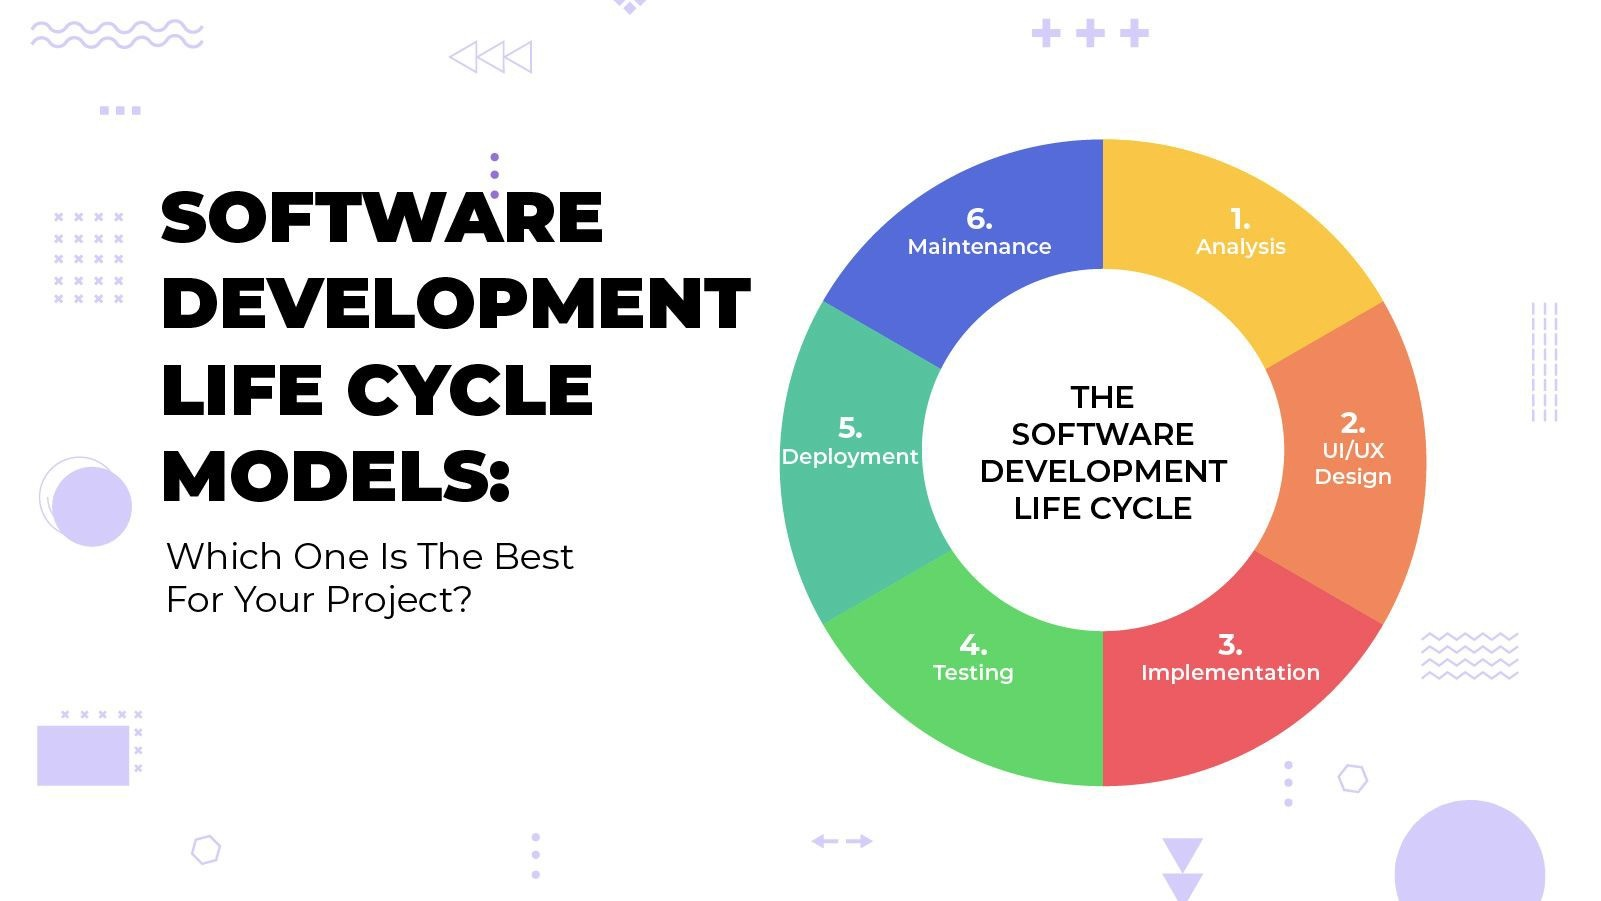 SOFTWARE
DEVELOPMENT
LIFE CYCLE
MODELS:
Which One Is The Best
For Your Project?
THE
SOFTWARE
DEVELOPMENT
LIFE CYCLE
1.
Analysis
2.
UI/UX
Design
3.
Implementation
4.
Testing
5.
Deployment
6.
Maintenance